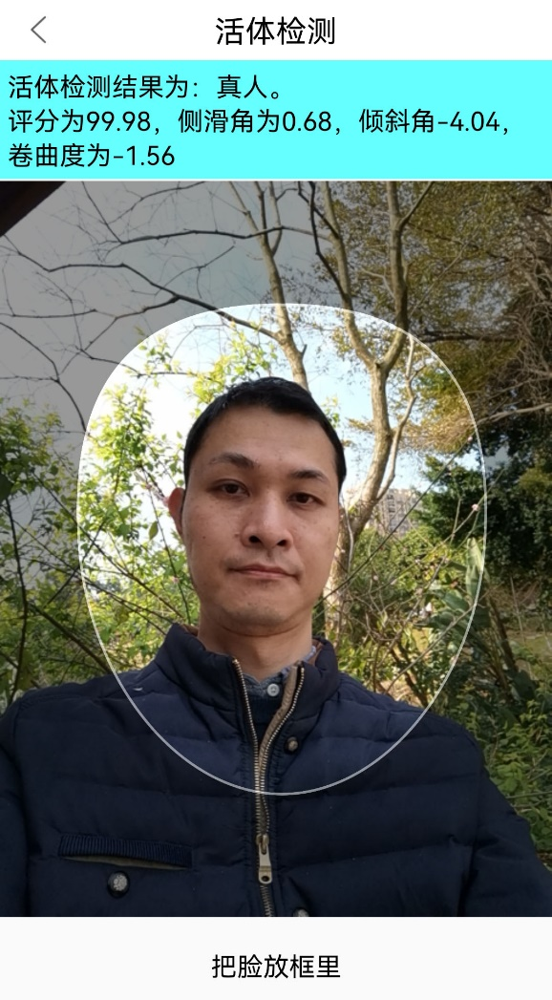 活体检测
活体检测结果为：真人。
评分为99.98，侧滑角为0.68，倾斜角-4.04，
卷曲度为-1.56
把脸放框里